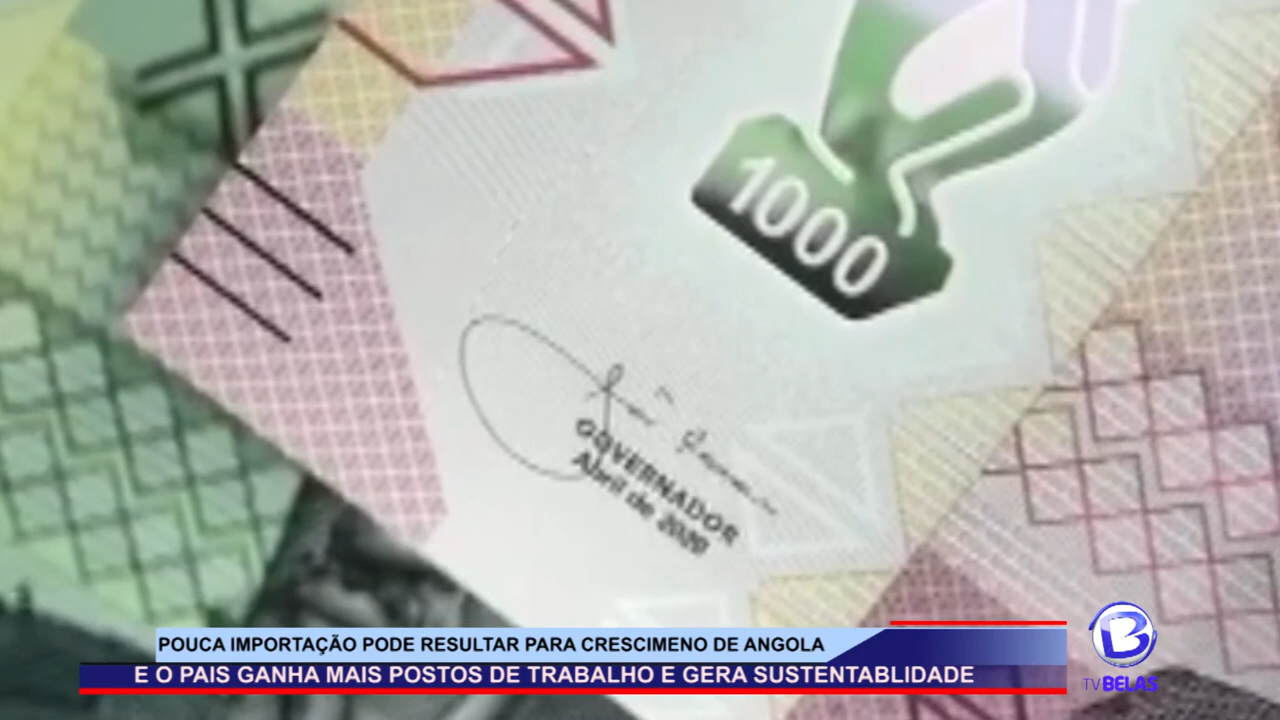 1000
GOVERNADOR
Abril de 2020
POUCA IMPORTAÇÃO PODE RESULTAR PARA CRESCIMENO DE ANGOLA
E O PAIS GANHA MAIS POSTOS DE TRABALHO E GERA SUSTENTABLIDADE
B
TV BELAS